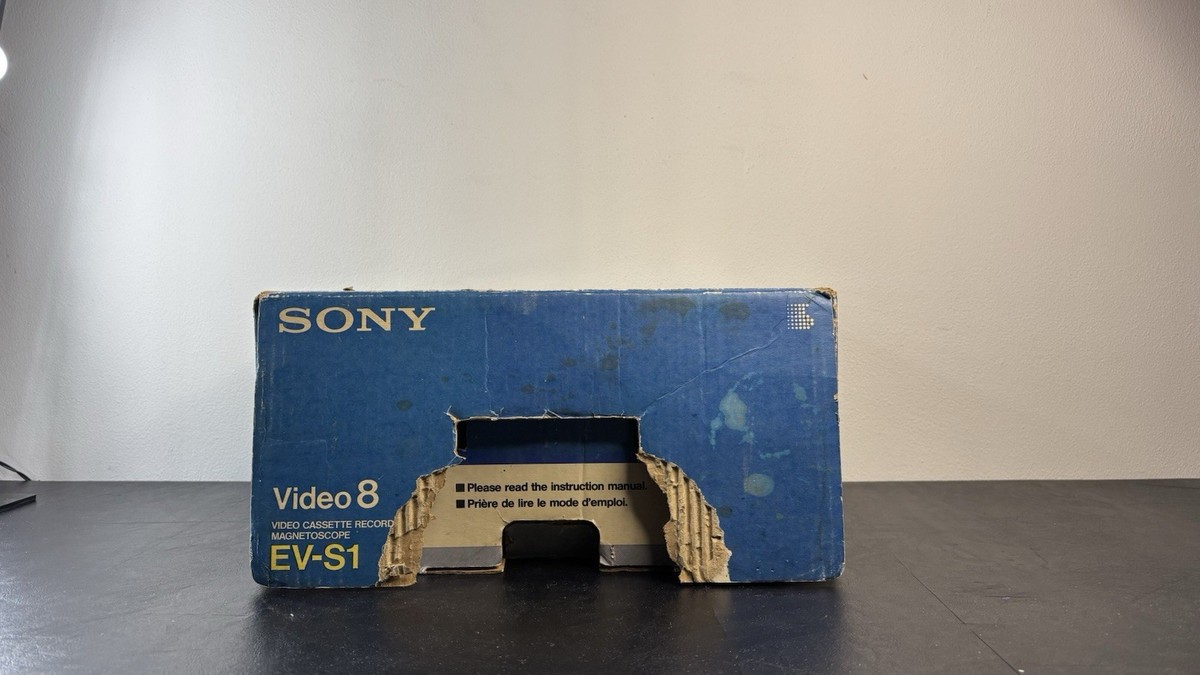 SONY
Video 8
VIDEO CASSETTE RECORD
MAGNETOSCOPE
EV-S1
■ Please read the instruction manual.
■ Prière de lire le mode d'emploi.